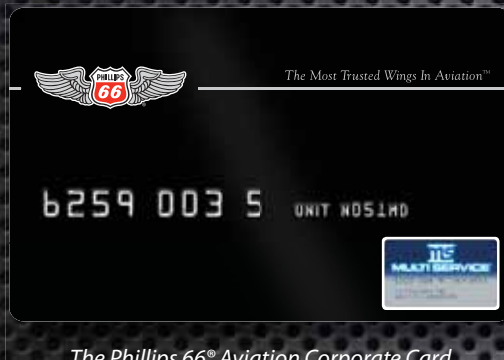 PHILLIPS
66
The Most Trusted Wings In Aviation™
6259 003 5 UNIT N051MD
MS
MULTI SERVICE
The Phillips 66® Aviation Corporate Card